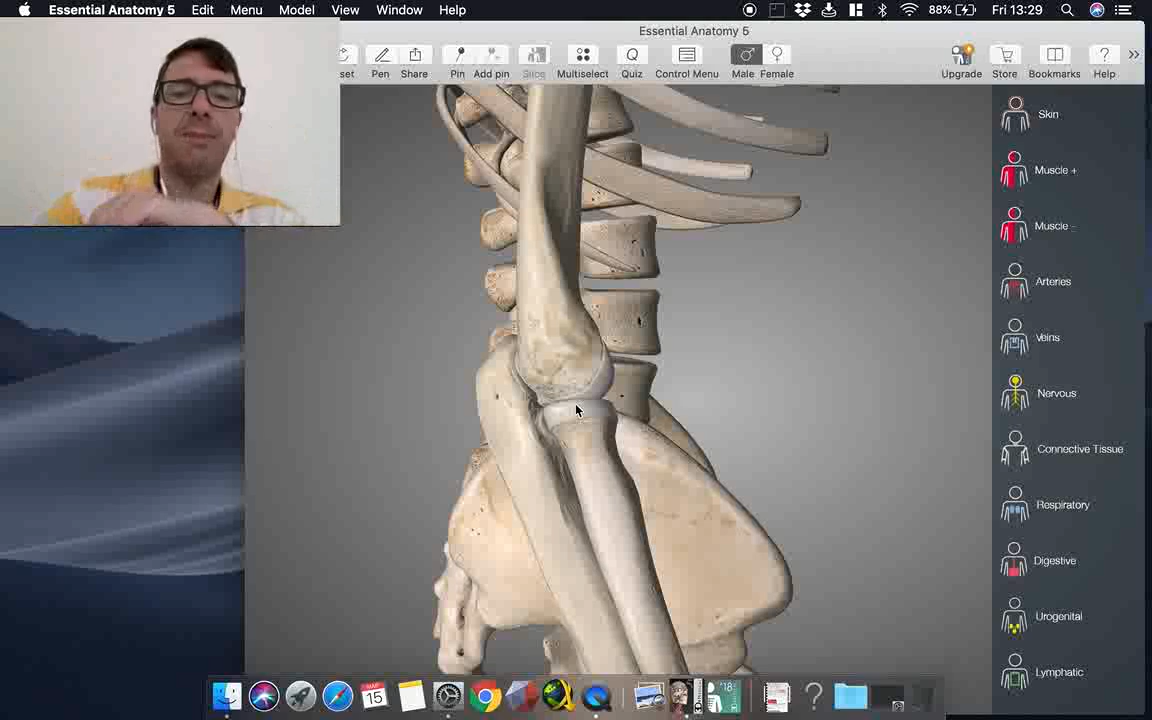 Essential Anatomy 5 Edit Menu Model View Window Help 88% Fri 13:29
Essential Anatomy 5
Pen Share Pin Add pin Slice Multiselect Quiz Control Menu Male Female Upgrade Store Bookmarks Help
Skin
Muscle +
Muscle -
Arteries
Veins
Nervous
Connective Tissue
Respiratory
Digestive
Urogenital
Lymphatic
MAR
15